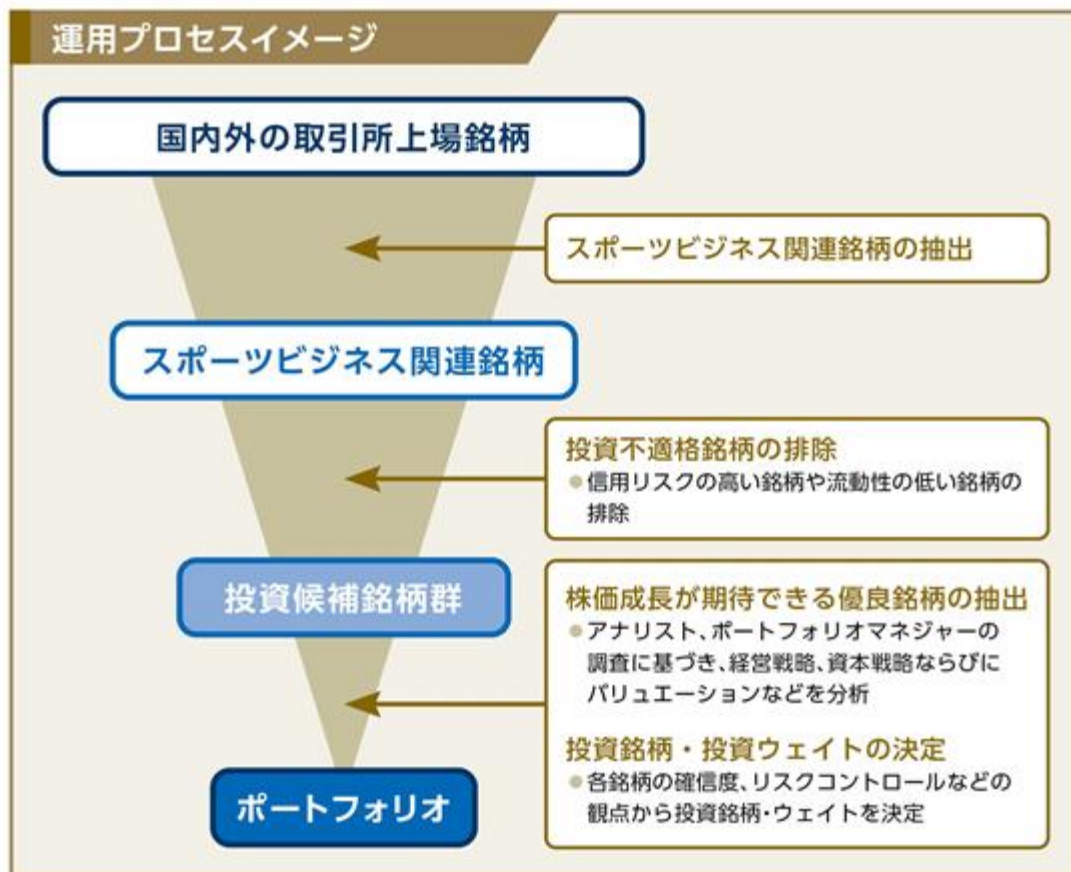 運用プロセスイメージ
国内外の取引所上場銘柄
スポーツビジネス関連銘柄の抽出
スポーツビジネス関連銘柄
投資不適格銘柄の排除
●信用リスクの高い銘柄や流動性の低い銘柄の
排除
投資候補銘柄群
株価成長が期待できる優良銘柄の抽出
●アナリスト、ポートフォリオマネジャーの
調査に基づき、経営戦略、資本戦略ならびに
バリュエーションなどを分析
投資銘柄・投資ウェイトの決定
●各銘柄の確信度、リスクコントロールなどの
観点から投資銘柄・ウェイトを決定
ポートフォリオ